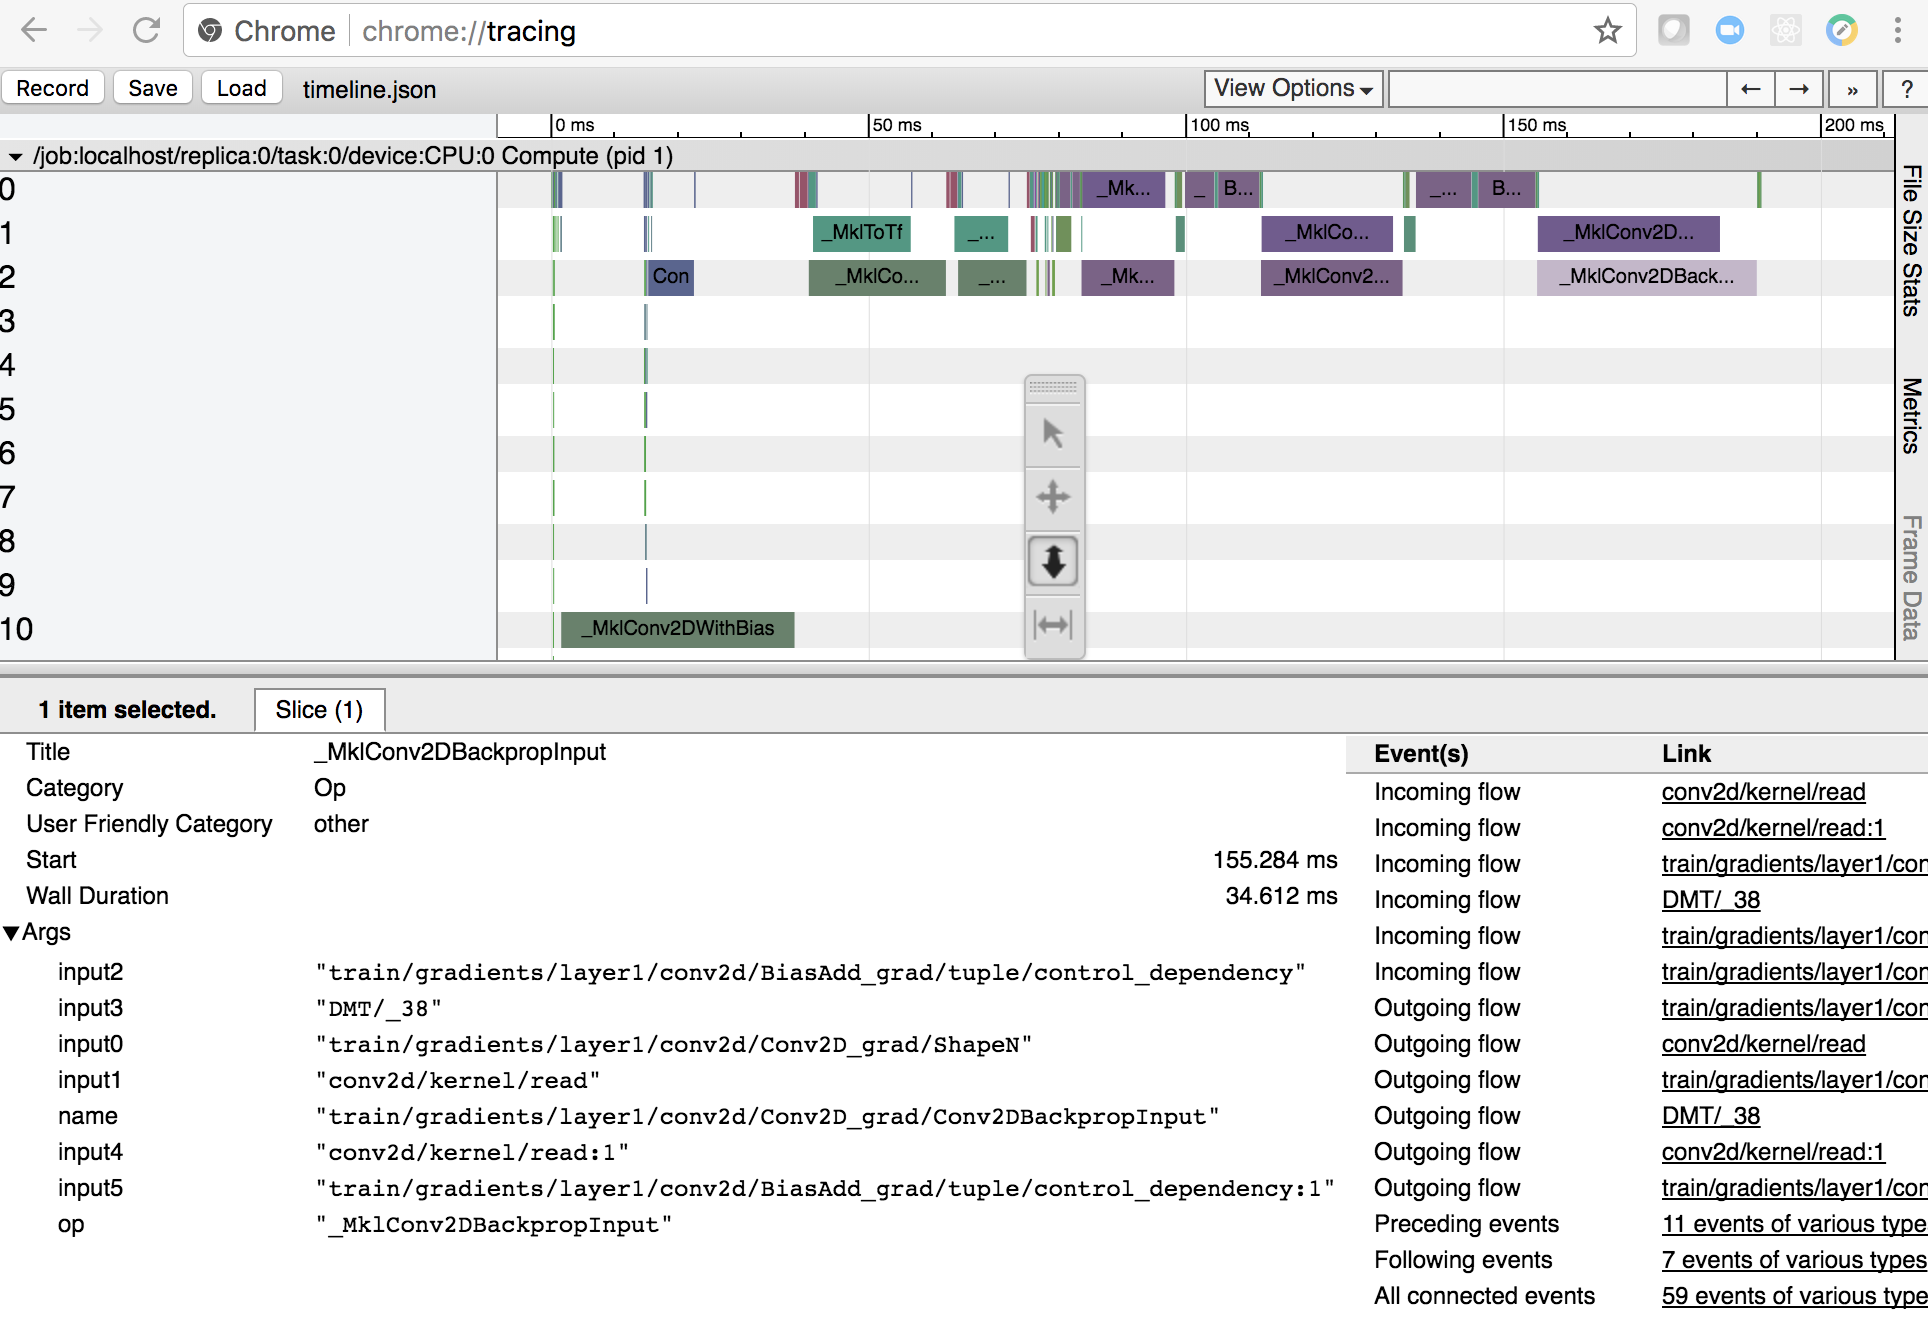 Chrome chrome://tracing
Record Save Load timeline.json View Options ← → » ?
0 ms 50 ms 100 ms 150 ms 200 ms
/job:localhost/replica:0/task:0/device:CPU:0 Compute (pid 1)
0 _Mk... _ B... _... B...
1 _MklToTf _... _MklCo... _MklConv2D...
2 Con _MklCo... _... _Mk... _MklConv2... _MklConv2DBack...
3
4
5
6
7
8
9
10 _MklConv2DWithBias
File Size Stats
Metrics
Frame Data
1 item selected. Slice (1)
Title _MklConv2DBackpropInput
Category Op
User Friendly Category other
Start 155.284 ms
Wall Duration 34.612 ms
Args
input2 "train/gradients/layer1/conv2d/BiasAdd_grad/tuple/control_dependency"
input3 "DMT/_38"
input0 "train/gradients/layer1/conv2d/Conv2D_grad/ShapeN"
input1 "conv2d/kernel/read"
name "train/gradients/layer1/conv2d/Conv2D_grad/Conv2DBackpropInput"
input4 "conv2d/kernel/read:1"
input5 "train/gradients/layer1/conv2d/BiasAdd_grad/tuple/control_dependency:1"
op "_MklConv2DBackpropInput"
Event(s) Link
Incoming flow conv2d/kernel/read
Incoming flow conv2d/kernel/read:1
Incoming flow train/gradients/layer1/con
Incoming flow DMT/_38
Incoming flow train/gradients/layer1/con
Incoming flow train/gradients/layer1/con
Outgoing flow train/gradients/layer1/con
Outgoing flow conv2d/kernel/read
Outgoing flow train/gradients/layer1/con
Outgoing flow DMT/_38
Outgoing flow conv2d/kernel/read:1
Outgoing flow train/gradients/layer1/con
Preceding events 11 events of various type
Following events 7 events of various types
All connected events 59 events of various type